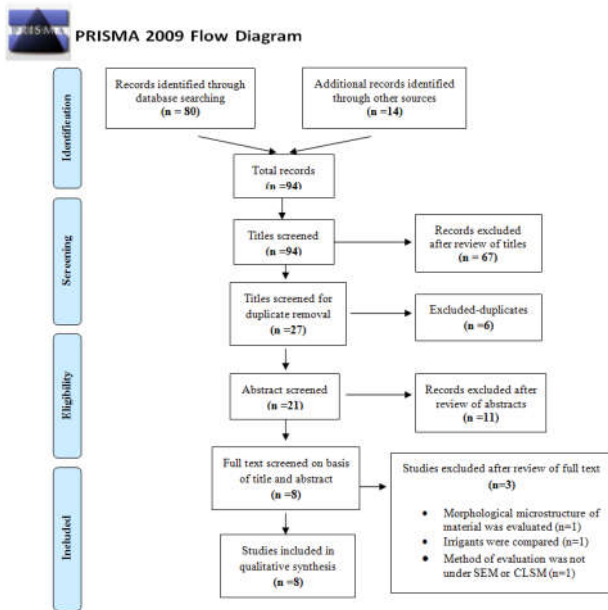 PRISMA
PRISMA 2009 Flow Diagram
Identification
Records identified through
database searching
(n = 80)
Additional records identified
through other sources
(n =14)
Total records
(n =94)
Screening
Titles screened
(n =94)
Records excluded
after review of titles
(n = 67)
Titles screened for
duplicate removal
(n =27)
Excluded-duplicates
(n =6)
Eligibility
Abstract screened
(n =21)
Records excluded after
review of abstracts
(n =11)
Included
Full text screened on basis
of title and abstract
(n =8)
Studies excluded after review of full text
(n=3)
• Morphological microstructure of
material was evaluated (n=1)
• Irrigants were compared (n=1)
• Method of evaluation was not
under SEM or CLSM (n=1)
Studies included in
qualitative synthesis
(n =8)